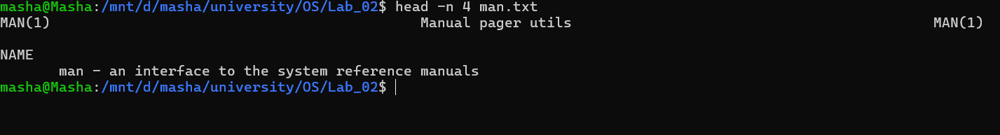 masha@Masha:/mnt/d/masha/university/OS/Lab_02$ head -n 4 man.txt
MAN(1) Manual pager utils MAN(1)
NAME
man - an interface to the system reference manuals
masha@Masha:/mnt/d/masha/university/OS/Lab_02$